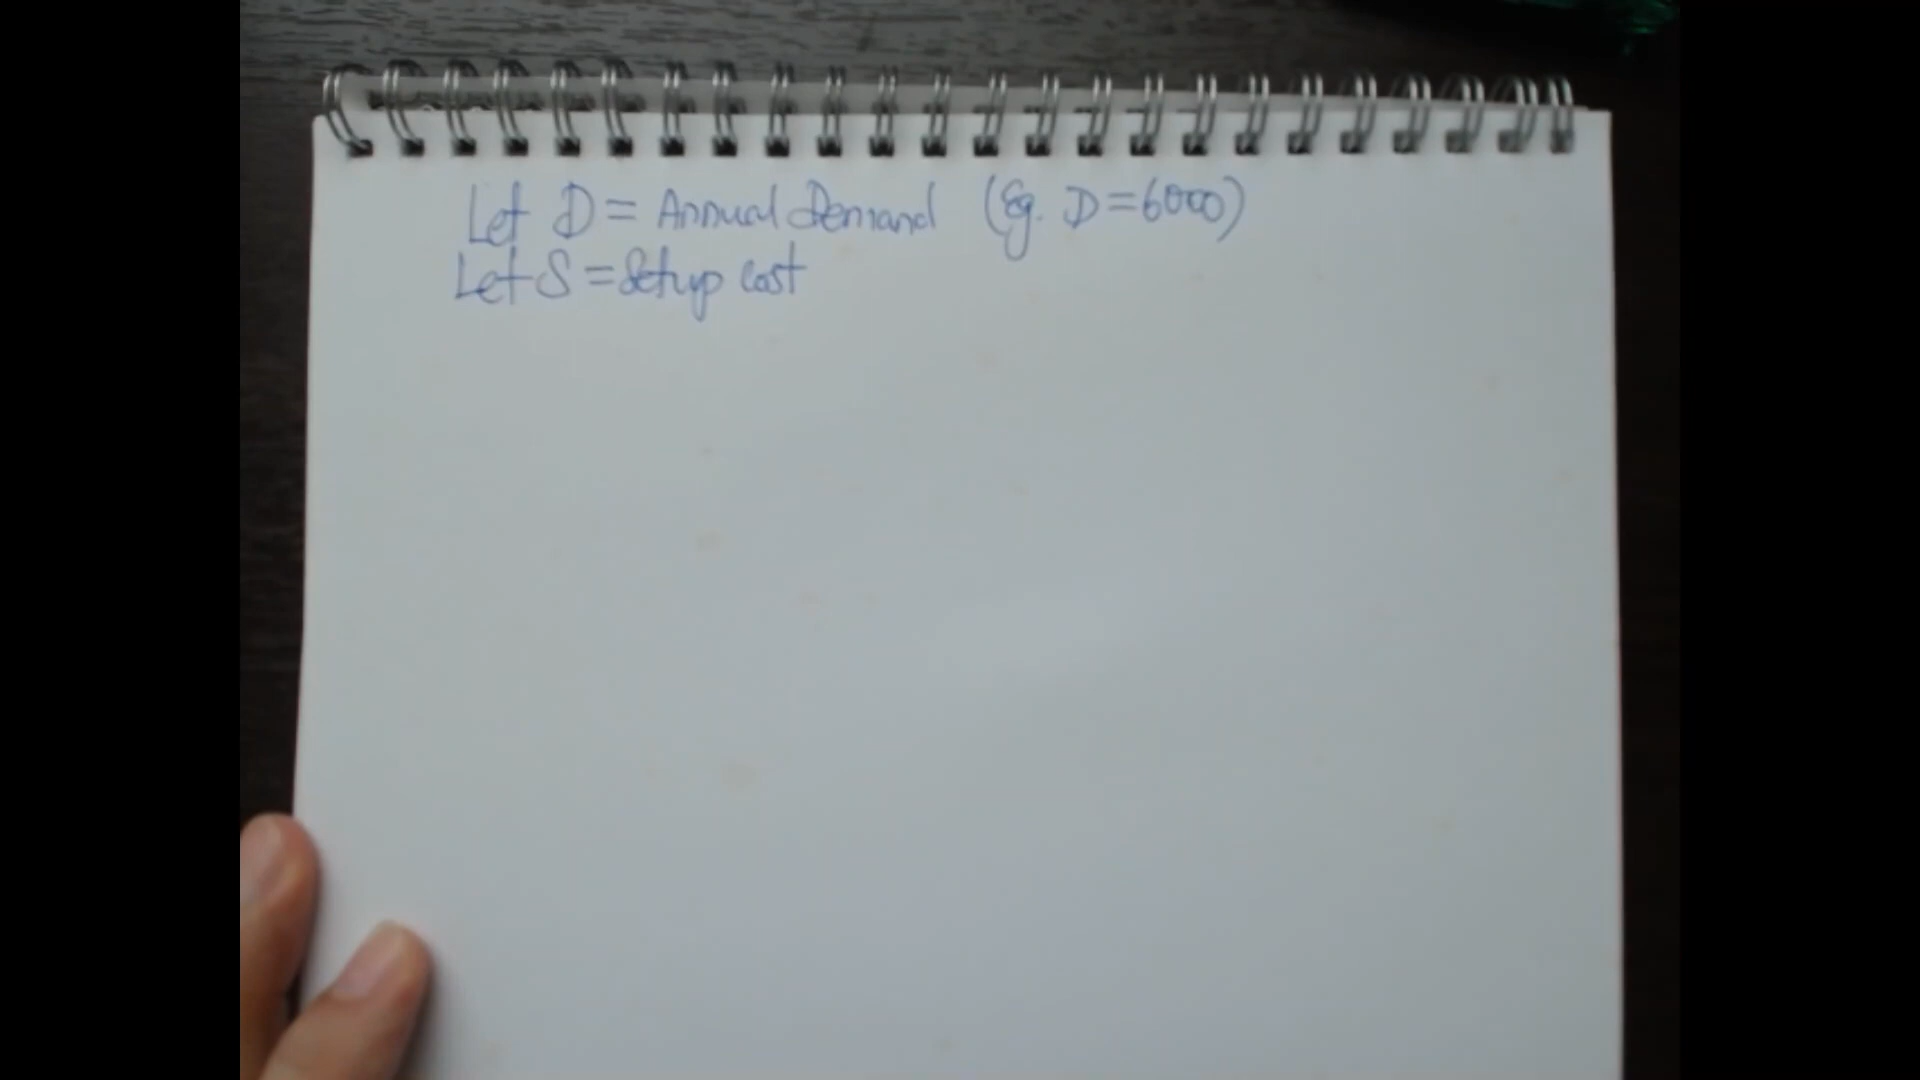 Let D = Annual Demand (Eg. D=6000)
Let S = Setup cost